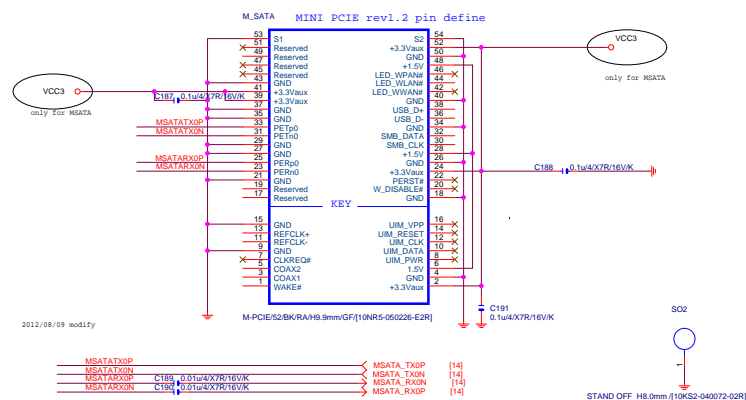 M_SATA MINI PCIE rev1.2 pin define
53 S1 S2 54
51 Reserved +3.3Vaux 52
49 Reserved GND 50
47 Reserved +1.5V 48
45 Reserved LED_WPAN# 46
43 GND LED_WLAN# 44
41 +3.3Vaux LED_WWAN# 42
39 +3.3Vaux GND 40
37 GND USB_D+ 38
35 GND USB_D- 36
33 PETp0 GND 34
31 PETn0 SMB_DATA 32
29 GND SMB_CLK 30
27 GND +1.5V 28
25 PERp0 GND 26
23 PERn0 +3.3Vaux 24
21 GND PERST# 22
19 Reserved W_DISABLE# 20
17 Reserved GND 18
KEY
15 GND UIM_VPP 16
13 REFCLK+ UIM_RESET 14
11 REFCLK- UIM_CLK 12
9 GND UIM_DATA 10
7 CLKREQ# UIM_PWR 8
5 COAX2 1.5V 6
3 COAX1 GND 4
1 WAKE# +3.3Vaux 2
VCC3
only for MSATA
VCC3
only for MSATA
C187 0.1u/4/X7R/16V/K
MSATATX0P
MSATATX0N
MSATARX0P
MSATARX0N
C188 0.1u/4/X7R/16V/K
C191
0.1u/4/X7R/16V/K
M-PCIE/52/BK/RA/H9.9mm/GF/[10NR5-050226-E2R]
2012/08/09 modify
SO2
1
STAND OFF H8.0mm /[10KS2-040072-02R]
MSATATX0P MSATA_TX0P [14]
MSATATX0N MSATA_TX0N [14]
MSARARX0P C189 0.01u/4/X7R/16V/K MSATA_RX0N [14]
MSARARX0N C190 0.01u/4/X7R/16V/K MSATA_RX0P [14]